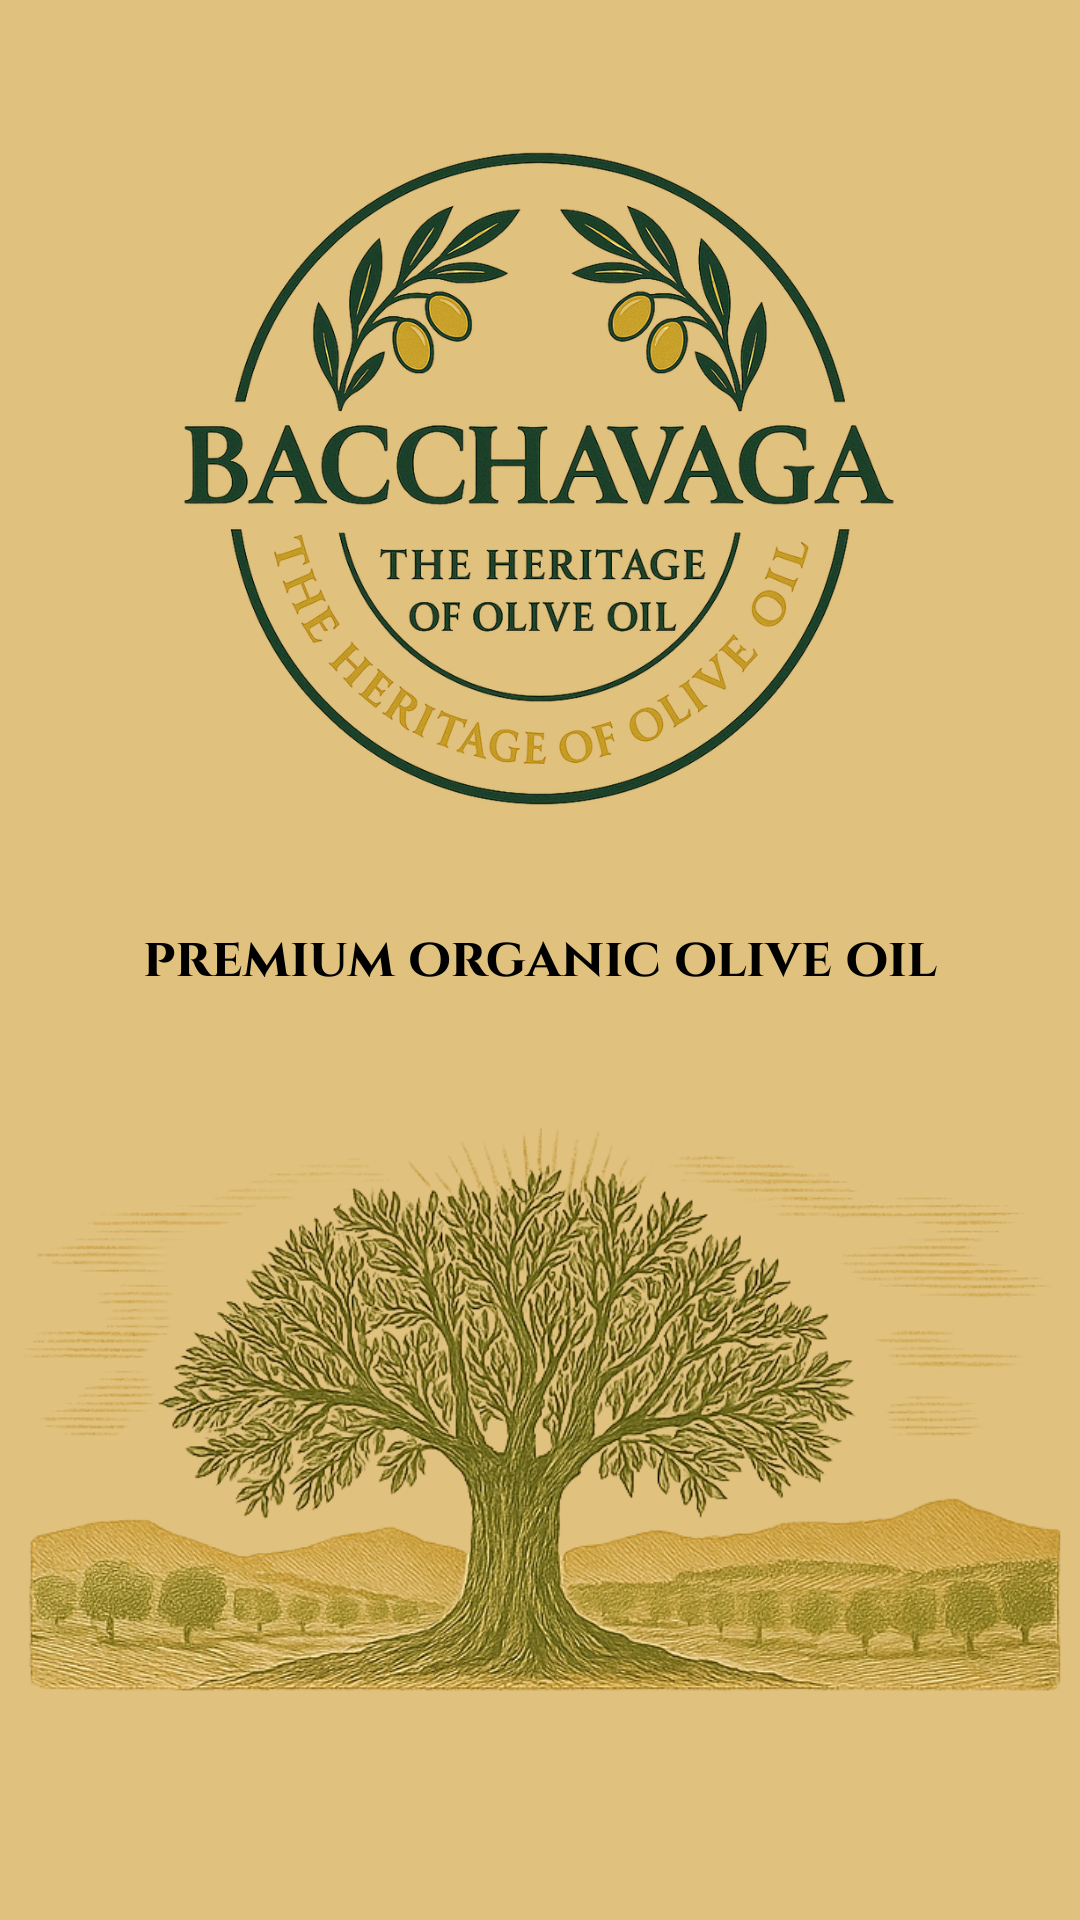 BACCHAVAGA
THE HERITAGE
OF OLIVE OIL
THE HERITAGE OF OLIVE OIL
PREMIUM ORGANIC OLIVE OIL